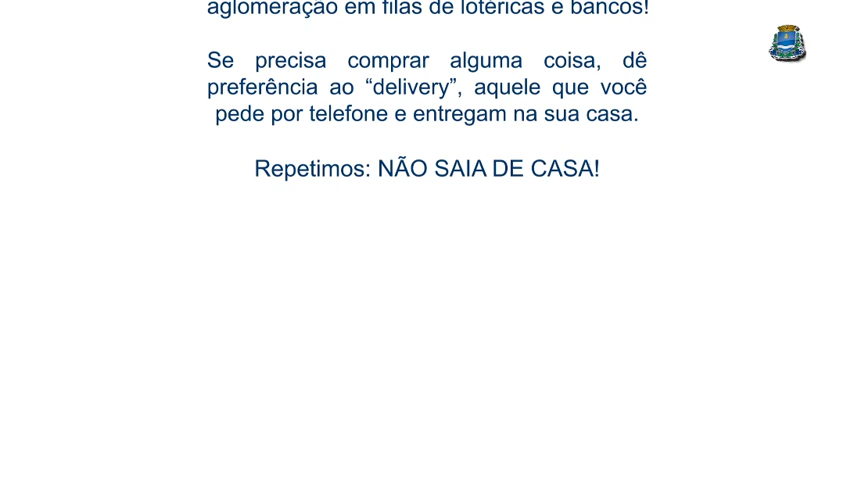 aglomeração em filas de lotéricas e bancos!
Se precisa comprar alguma coisa, dê
preferência ao “delivery”, aquele que você
pede por telefone e entregam na sua casa.
Repetimos: NÃO SAIA DE CASA!